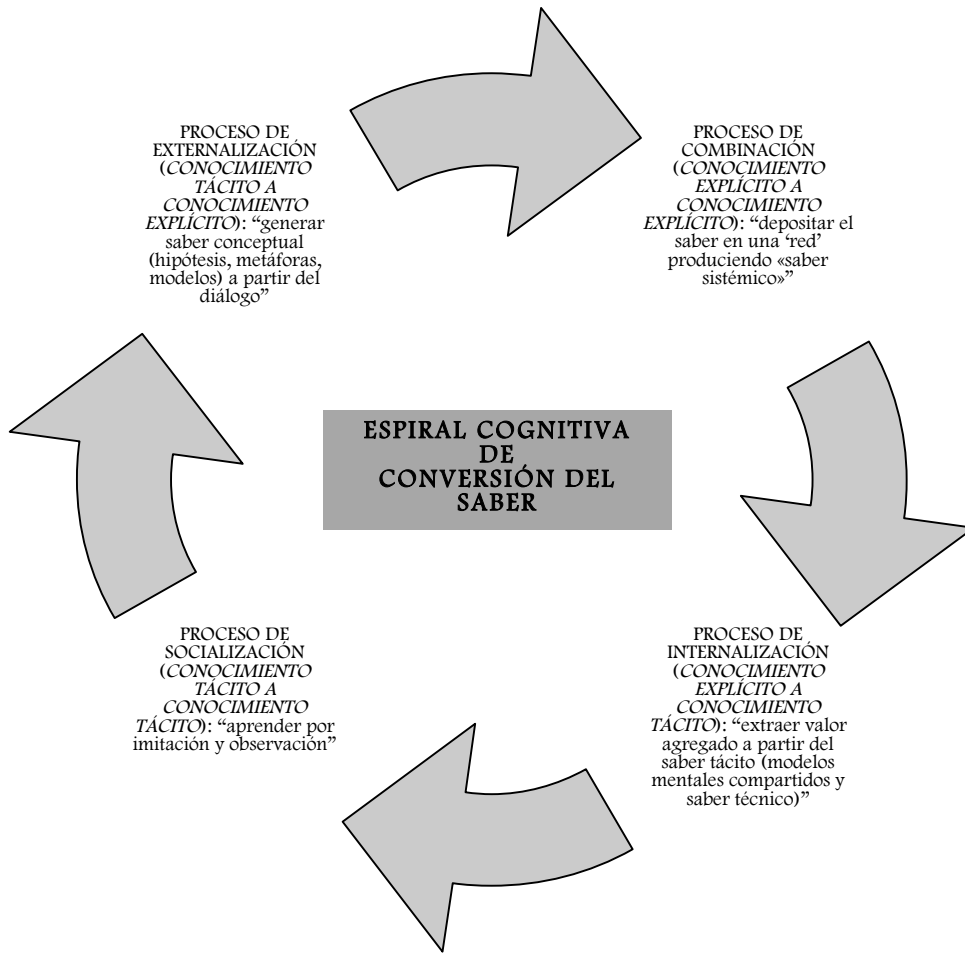 PROCESO DE
EXTERNALIZACIÓN
(CONOCIMIENTO
TÁCITO A
CONOCIMIENTO
EXPLÍCITO): “generar
saber conceptual
(hipótesis, metáforas,
modelos) a partir del
diálogo”
PROCESO DE
COMBINACIÓN
(CONOCIMIENTO
EXPLÍCITO A
CONOCIMIENTO
EXPLÍCITO): “depositar el
saber en una ‘red’
produciendo «saber
sistémico»”
ESPIRAL COGNITIVA
DE
CONVERSIÓN DEL
SABER
PROCESO DE
SOCIALIZACIÓN
(CONOCIMIENTO
TÁCITO A
CONOCIMIENTO
TÁCITO): “aprender por
imitación y observación”
PROCESO DE
INTERNALIZACIÓN
(CONOCIMIENTO
EXPLÍCITO A
CONOCIMIENTO
TÁCITO): “extraer valor
agregado a partir del
saber tácito (modelos
mentales compartidos y
saber técnico)”